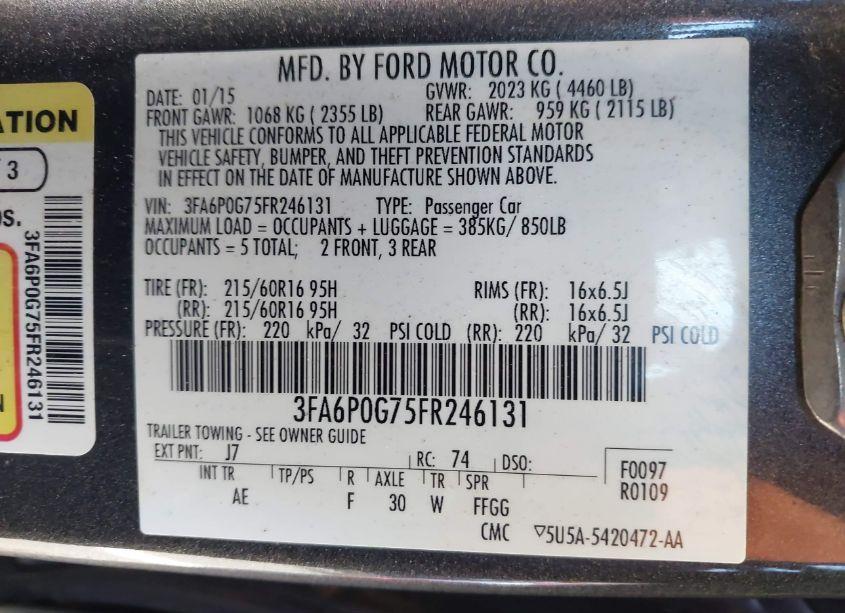 MFD. BY FORD MOTOR CO.
DATE: 01/15 GVWR: 2023 KG ( 4460 LB)
FRONT GAWR: 1068 KG ( 2355 LB) REAR GAWR: 959 KG ( 2115 LB)
THIS VEHICLE CONFORMS TO ALL APPLICABLE FEDERAL MOTOR
VEHICLE SAFETY, BUMPER, AND THEFT PREVENTION STANDARDS
IN EFFECT ON THE DATE OF MANUFACTURE SHOWN ABOVE.
VIN: 3FA6P0G75FR246131 TYPE: Passenger Car
MAXIMUM LOAD = OCCUPANTS + LUGGAGE = 385KG/ 850LB
OCCUPANTS = 5 TOTAL; 2 FRONT, 3 REAR
TIRE (FR): 215/60R16 95H RIMS (FR): 16x6.5J
(RR): 215/60R16 95H (RR): 16x6.5J
PRESSURE (FR): 220 kPa/ 32 PSI COLD (RR): 220 kPa/ 32 PSI COLD
3FA6P0G75FR246131
TRAILER TOWING - SEE OWNER GUIDE
EXT PNT: J7 RC: 74 DSO:
F0097
R0109
INT TR TP/PS R AXLE TR SPR
AE F 30 W FFGG
CMC ▽5U5A-5420472-AA
3
3FA6P0G75FR246131